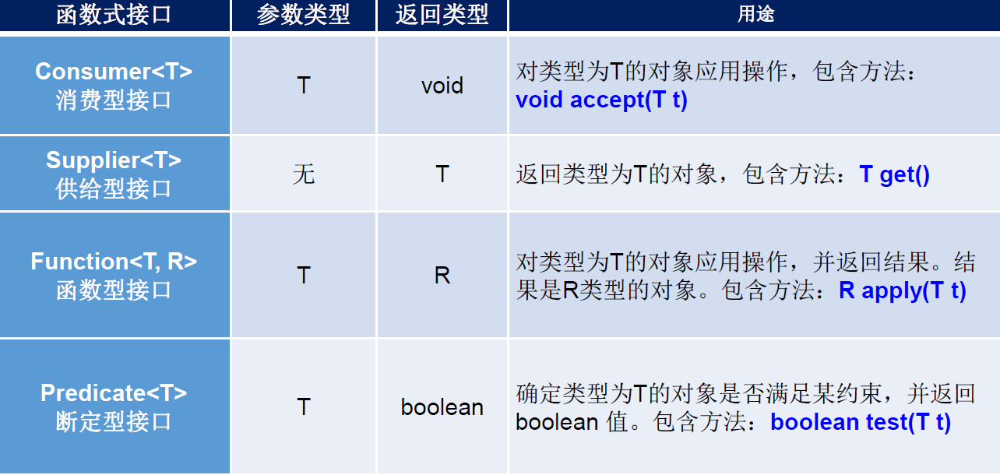 函数式接口 参数类型 返回类型 用途
Consumer<T>
消费型接口
T
void
对类型为T的对象应用操作，包含方法：
void accept(T t)
Supplier<T>
供给型接口
无
T
返回类型为T的对象，包含方法：T get()
Function<T, R>
函数型接口
T
R
对类型为T的对象应用操作，并返回结果。结
果是R类型的对象。包含方法：R apply(T t)
Predicate<T>
断定型接口
T
boolean
确定类型为T的对象是否满足某约束，并返回
boolean 值。包含方法：boolean test(T t)